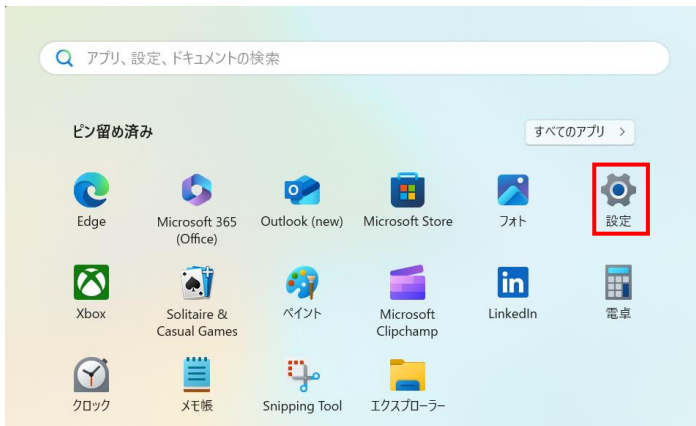 アプリ、設定、ドキュメントの検索
ピン留め済み
すべてのアプリ >
Edge
Microsoft 365
(Office)
Outlook (new)
Microsoft Store
フォト
設定
Xbox
Solitaire &
Casual Games
ペイント
Microsoft
Clipchamp
LinkedIn
電卓
クロック
メモ帳
Snipping Tool
エクスプローラー